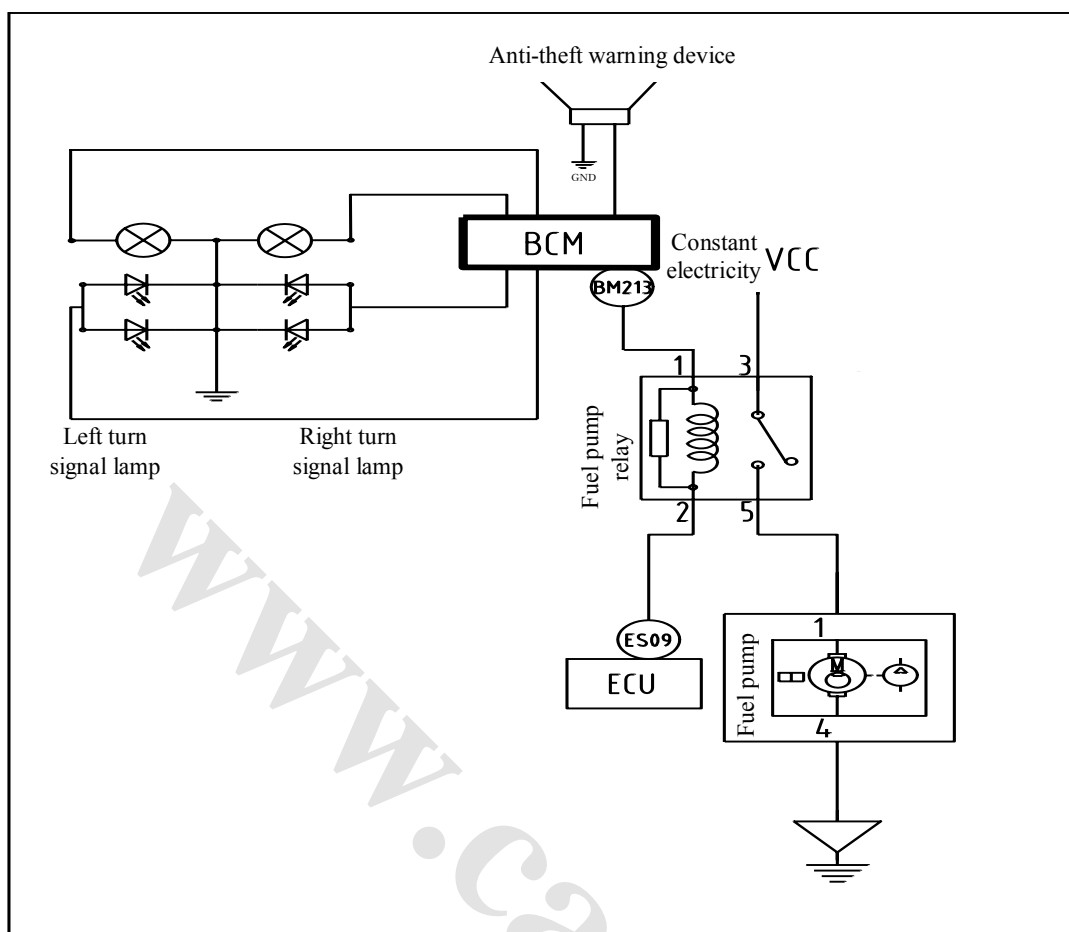 Anti-theft warning device
GND
BCM
Constant
electricity
VCC
BM213
1
3
Fuel pump
relay
Left turn
signal lamp
Right turn
signal lamp
2
5
ES09
ECU
1
M
Fuel pump
4
www.ca